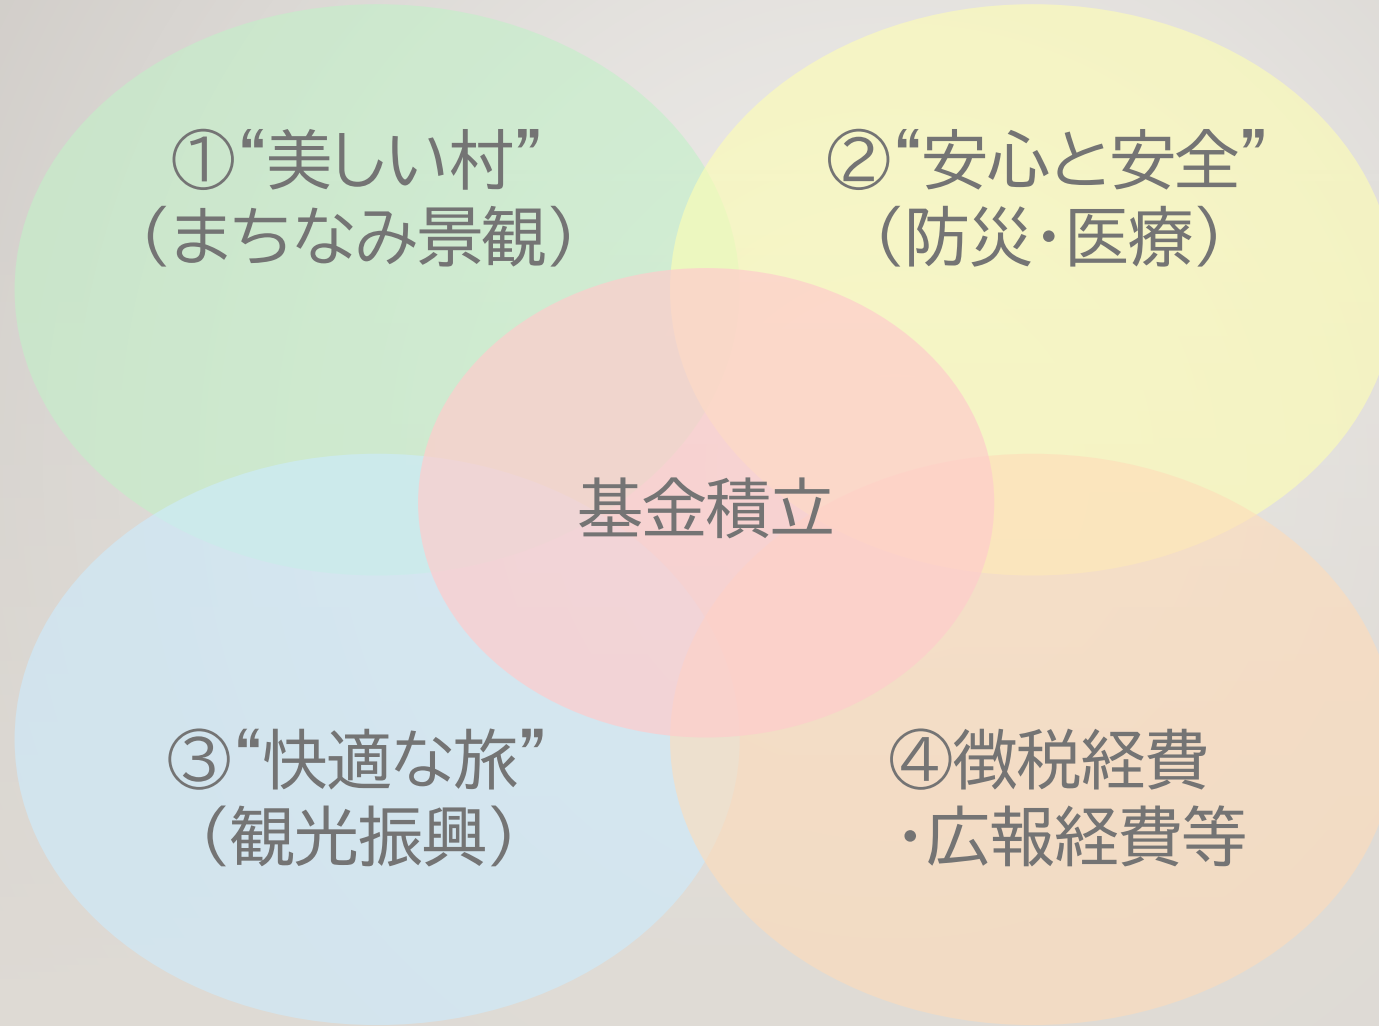 ①“美しい村”
（まちなみ景観）
②“安心と安全”
（防災・医療）
基金積立
③“快適な旅”
（観光振興）
④徴税経費
・広報経費等